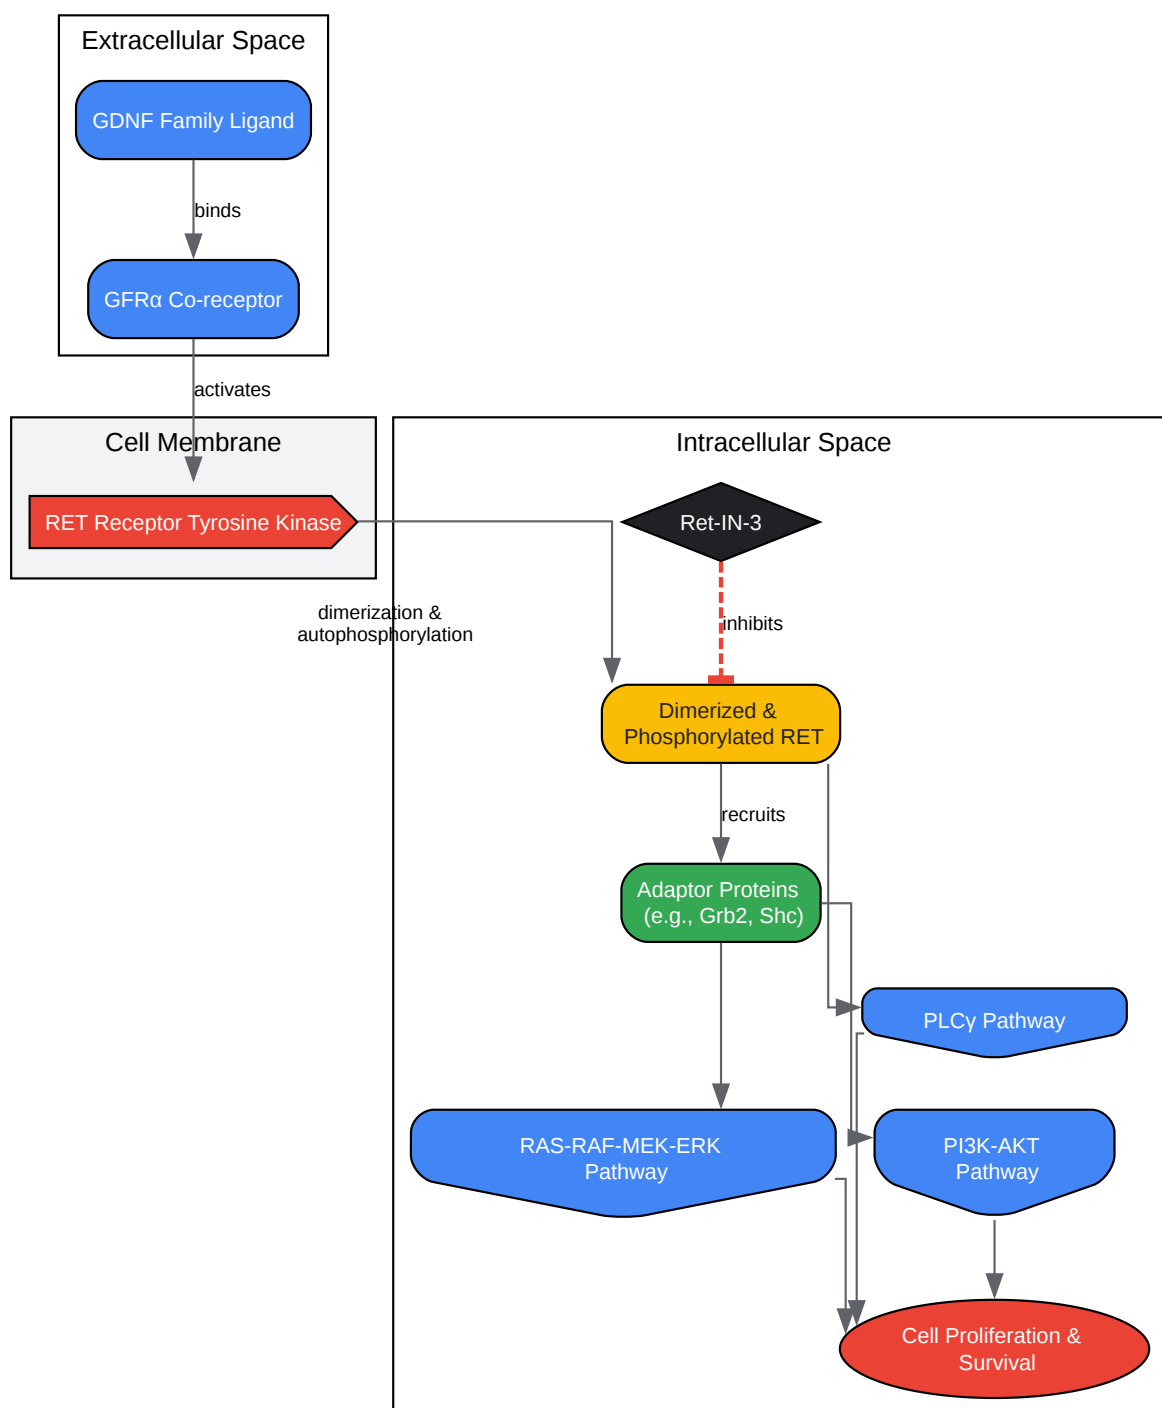 Extracellular Space
GDNF Family Ligand
binds
GFRα Co-receptor
activates
Cell Membrane
RET Receptor Tyrosine Kinase
Intracellular Space
Ret-IN-3
dimerization &
autophosphorylation
inhibits
Dimerized &
Phosphorylated RET
recruits
Adaptor Proteins
(e.g., Grb2, Shc)
PLCγ Pathway
RAS-RAF-MEK-ERK
Pathway
PI3K-AKT
Pathway
Cell Proliferation &
Survival